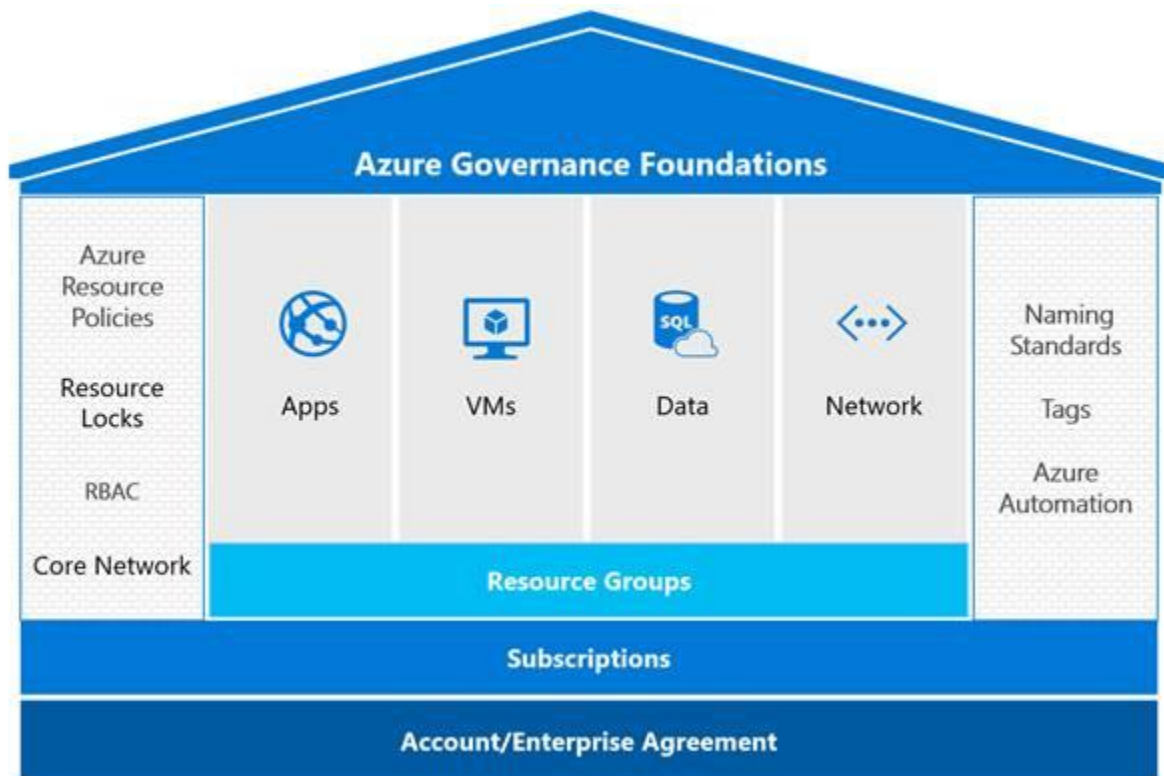 Azure Governance Foundations
Azure
Resource
Policies
Resource
Locks
RBAC
Core Network
Apps
VMs
SQL
Data
Network
Naming
Standards
Tags
Azure
Automation
Resource Groups
Subscriptions
Account/Enterprise Agreement